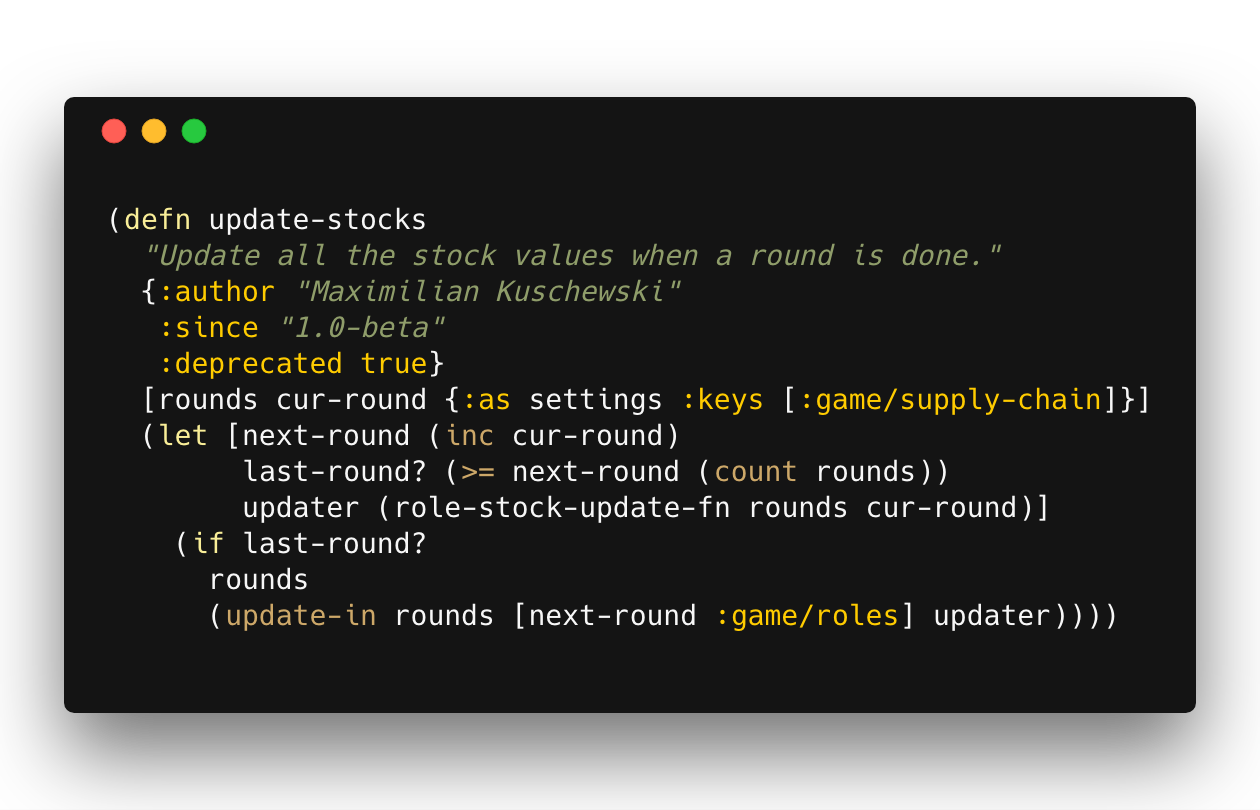 (defn update-stocks
  "Update all the stock values when a round is done."
  {:author "Maximilian Kuschewski"
   :since "1.0-beta"
   :deprecated true}
  [rounds cur-round {:as settings :keys [:game/supply-chain]}]
  (let [next-round (inc cur-round)
        last-round? (>= next-round (count rounds))
        updater (role-stock-update-fn rounds cur-round)]
    (if last-round?
      rounds
      (update-in rounds [next-round :game/roles] updater))))